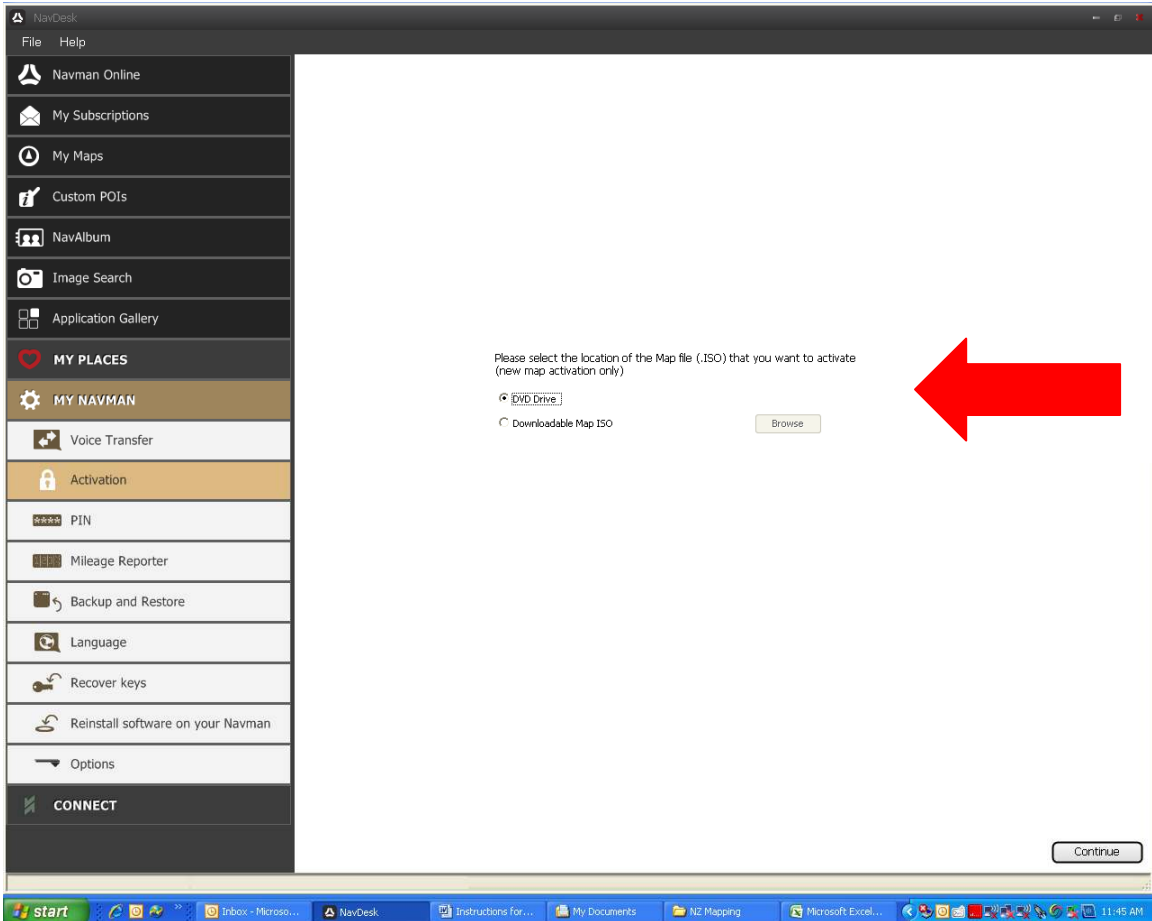 NavDesk
File Help
Navman Online
My Subscriptions
My Maps
Custom POIs
NavAlbum
Image Search
Application Gallery
MY PLACES
MY NAVMAN
Voice Transfer
Activation
**** PIN
Mileage Reporter
Backup and Restore
Language
Recover keys
Reinstall software on your Navman
Options
CONNECT
Please select the location of the Map file (.ISO) that you want to activate
(new map activation only)
DVD Drive
Downloadable Map ISO
Browse
Continue
start
Inbox - Microso...
NavDesk
Instructions for...
My Documents
NZ Mapping
Microsoft Excel...
11:45 AM